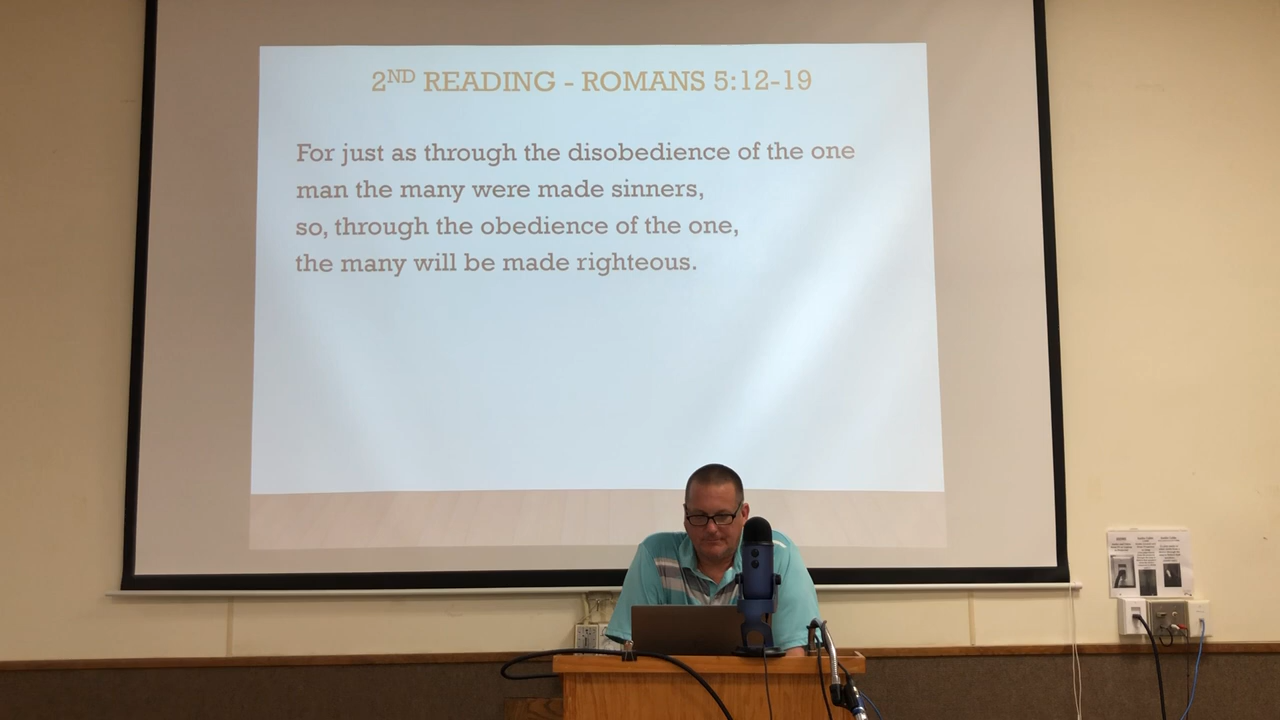 2ND READING - ROMANS 5:12-19
For just as through the disobedience of the one
man the many were made sinners,
so, through the obedience of the one,
the many will be made righteous.